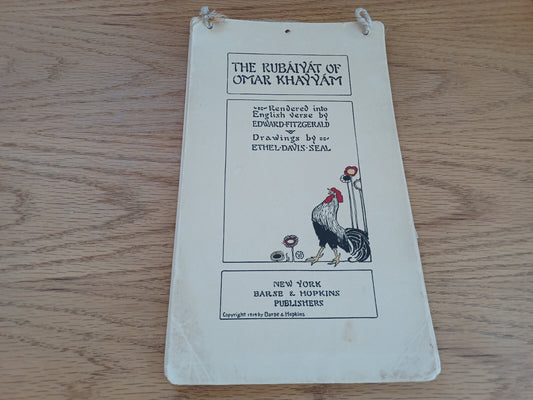 THE RUBÁIYÁT OF
OMAR KHAYYÁM
Rendered into
English verse by
EDWARD·FITZGERALD
Drawings by
ETHEL·DAVIS·SEAL
NEW YORK
BARSE & HOPKINS
PUBLISHERS
Copyright by Barse & Hopkins